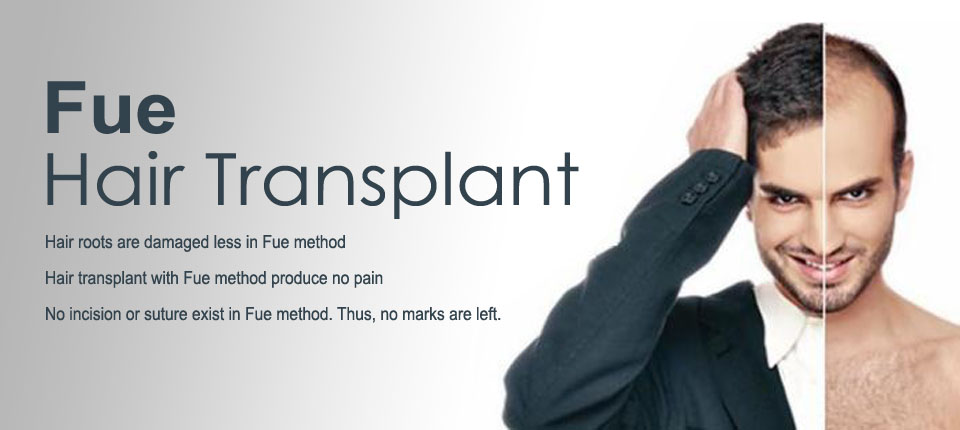 Fue
Hair Transplant
Hair roots are damaged less in Fue method
Hair transplant with Fue method produce no pain
No incision or suture exist in Fue method. Thus, no marks are left.